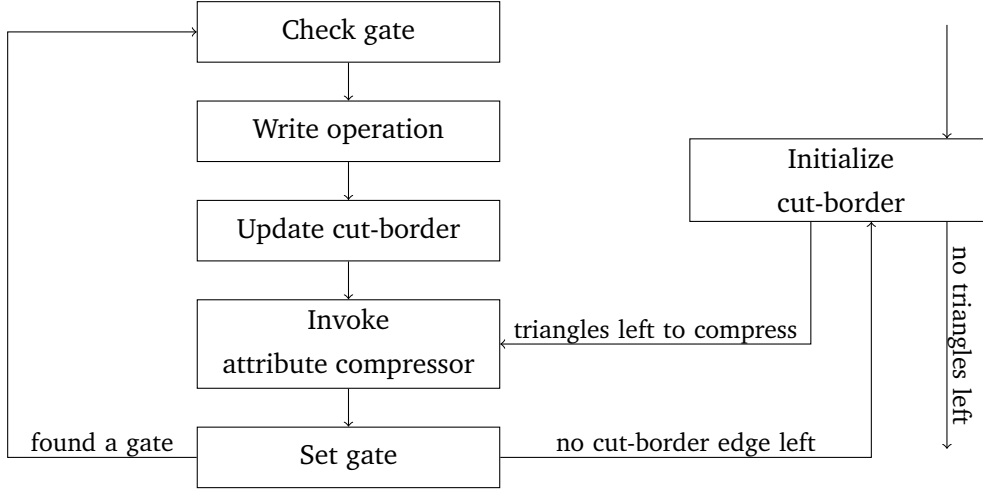 Check gate
Write operation
Initialize
cut-border
Update cut-border
no triangles left
Invoke
attribute compressor
triangles left to compress
found a gate
Set gate
no cut-border edge left